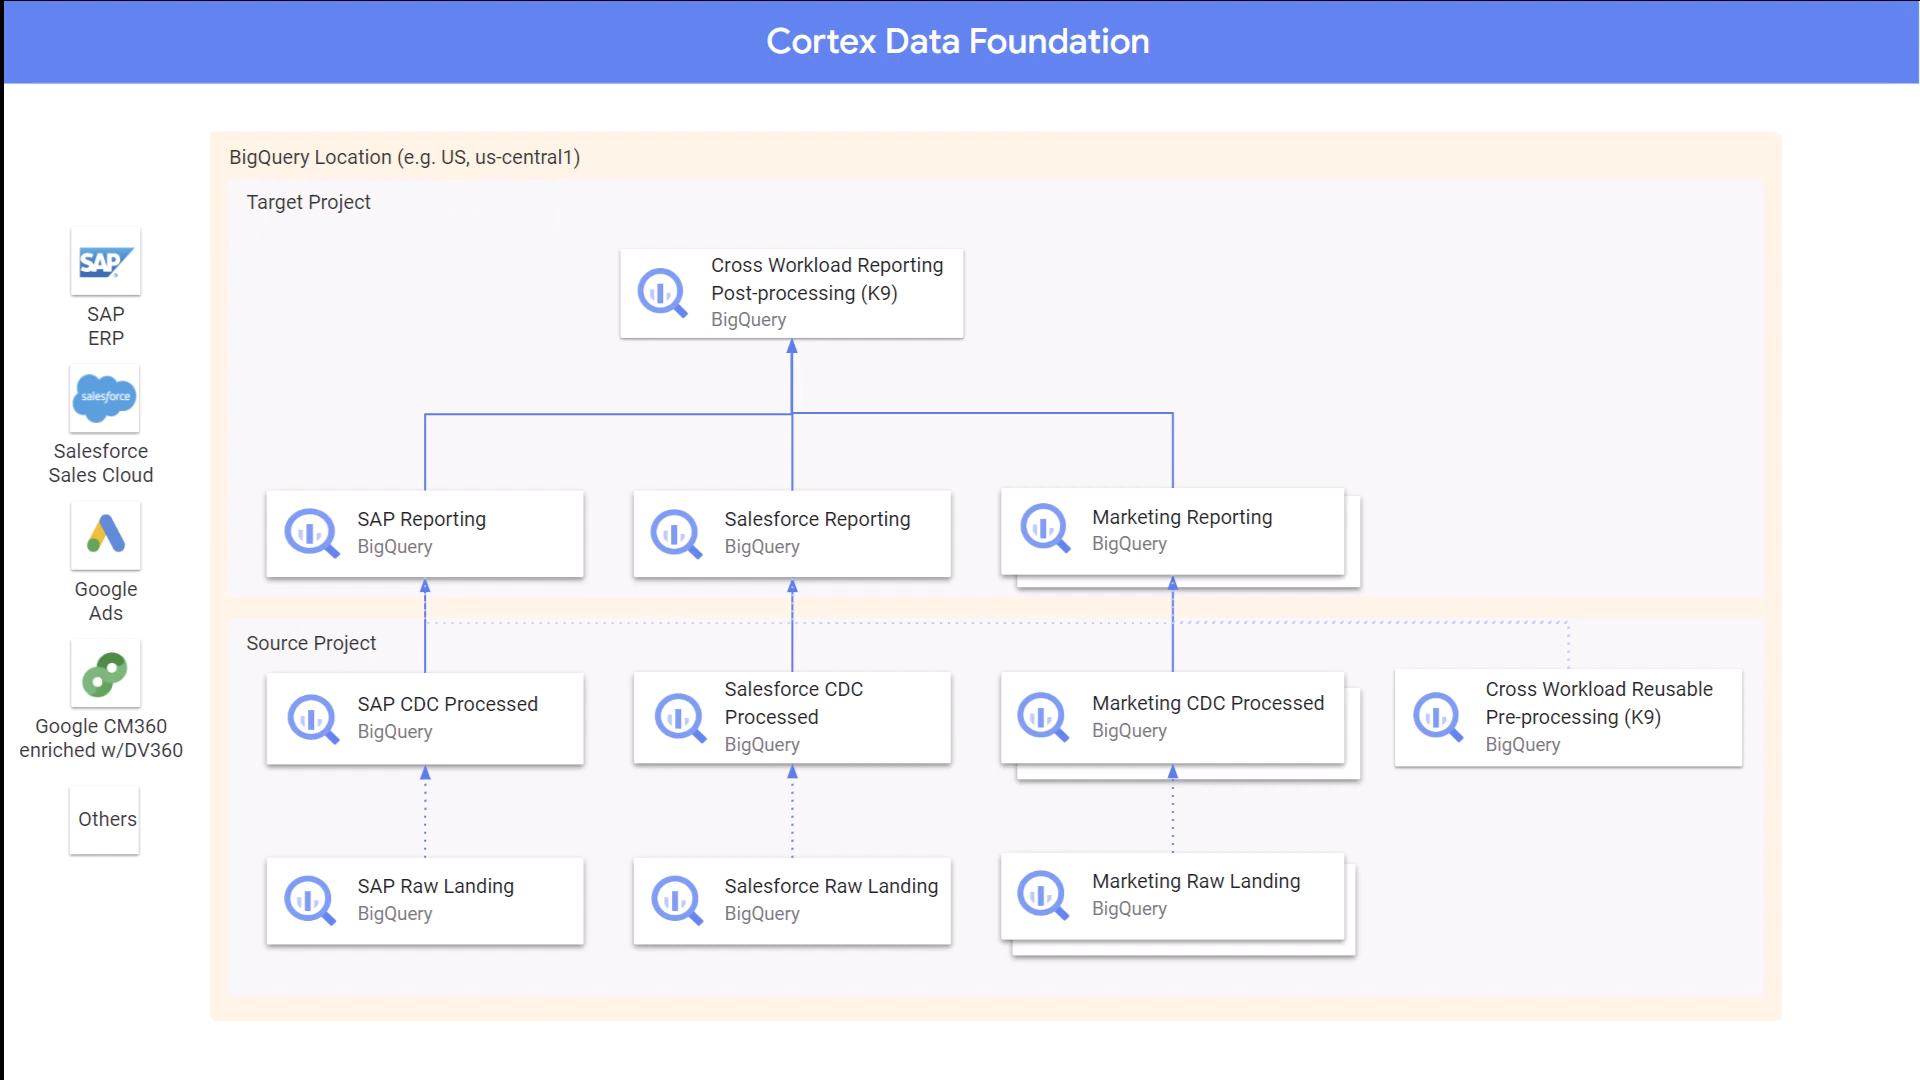 Cortex Data Foundation
BigQuery Location (e.g. US, us-central1)
Target Project
SAP
SAP
ERP
salesforce
Salesforce
Sales Cloud
Google
Ads
Google CM360
enriched w/DV360
Others
Cross Workload Reporting
Post-processing (K9)
BigQuery
SAP Reporting
BigQuery
Salesforce Reporting
BigQuery
Marketing Reporting
BigQuery
Source Project
SAP CDC Processed
BigQuery
Salesforce CDC
Processed
BigQuery
Marketing CDC Processed
BigQuery
Cross Workload Reusable
Pre-processing (K9)
BigQuery
SAP Raw Landing
BigQuery
Salesforce Raw Landing
BigQuery
Marketing Raw Landing
BigQuery